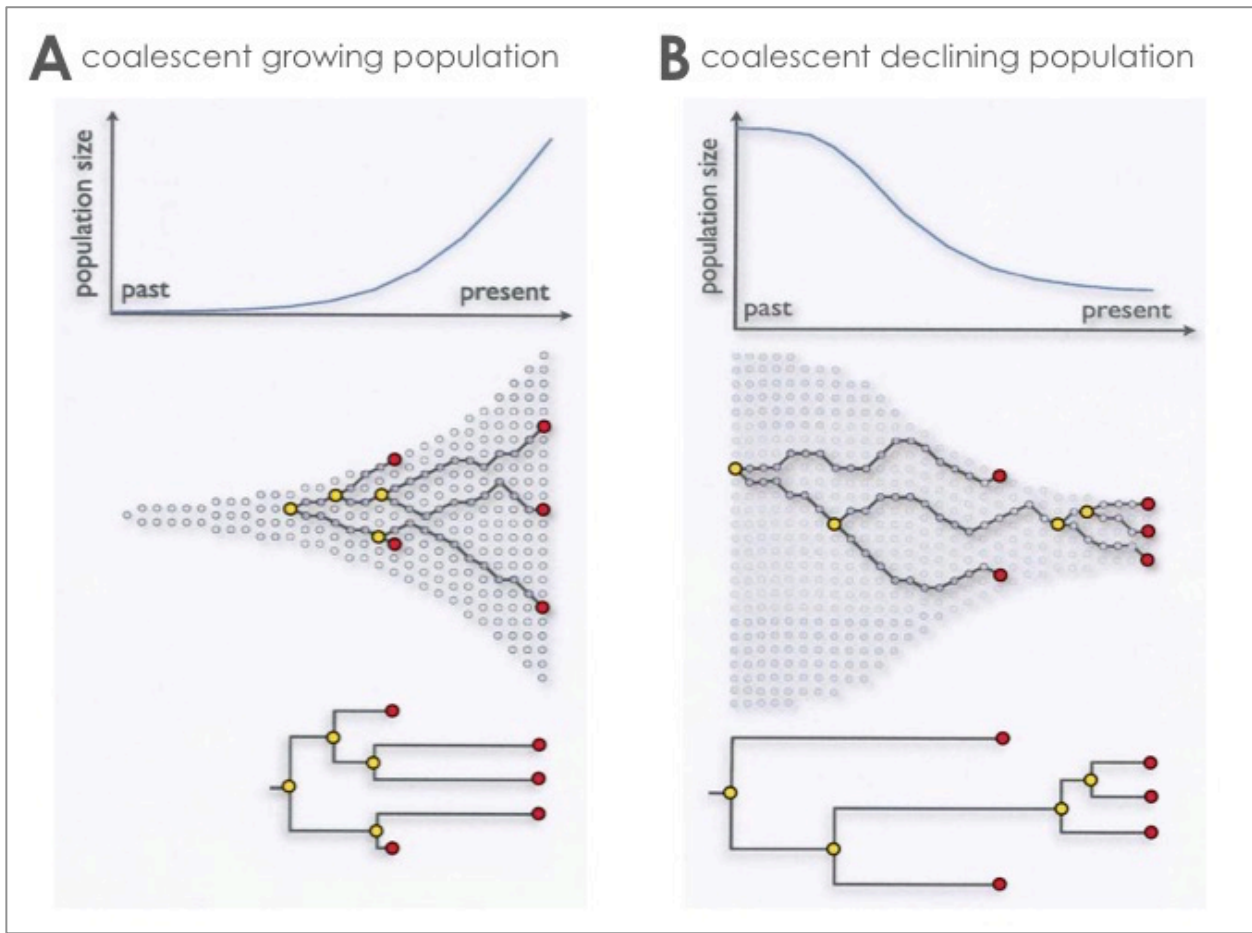 A coalescent growing population
population size
past
present
B coalescent declining population
population size
past
present